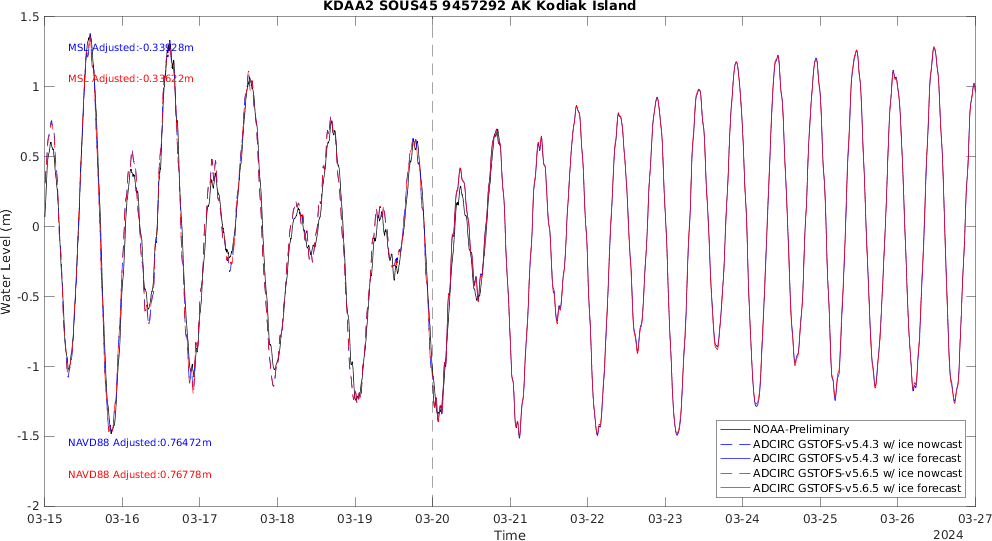 KDAA2 SOUS45 9457292 AK Kodiak Island
1.5
1
0.5
0
-0.5
-1
-1.5
-2
Water Level (m)
MSL Adjusted:-0.33928m
MSL Adjusted:-0.33622m
NAVD88 Adjusted:0.76472m
NAVD88 Adjusted:0.76778m
NOAA-Preliminary
ADCIRC GSTOFS-v5.4.3 w/ ice nowcast
ADCIRC GSTOFS-v5.4.3 w/ ice forecast
ADCIRC GSTOFS-v5.6.5 w/ ice nowcast
ADCIRC GSTOFS-v5.6.5 w/ ice forecast
03-15 03-16 03-17 03-18 03-19 03-20 03-21 03-22 03-23 03-24 03-25 03-26 03-27
Time
2024